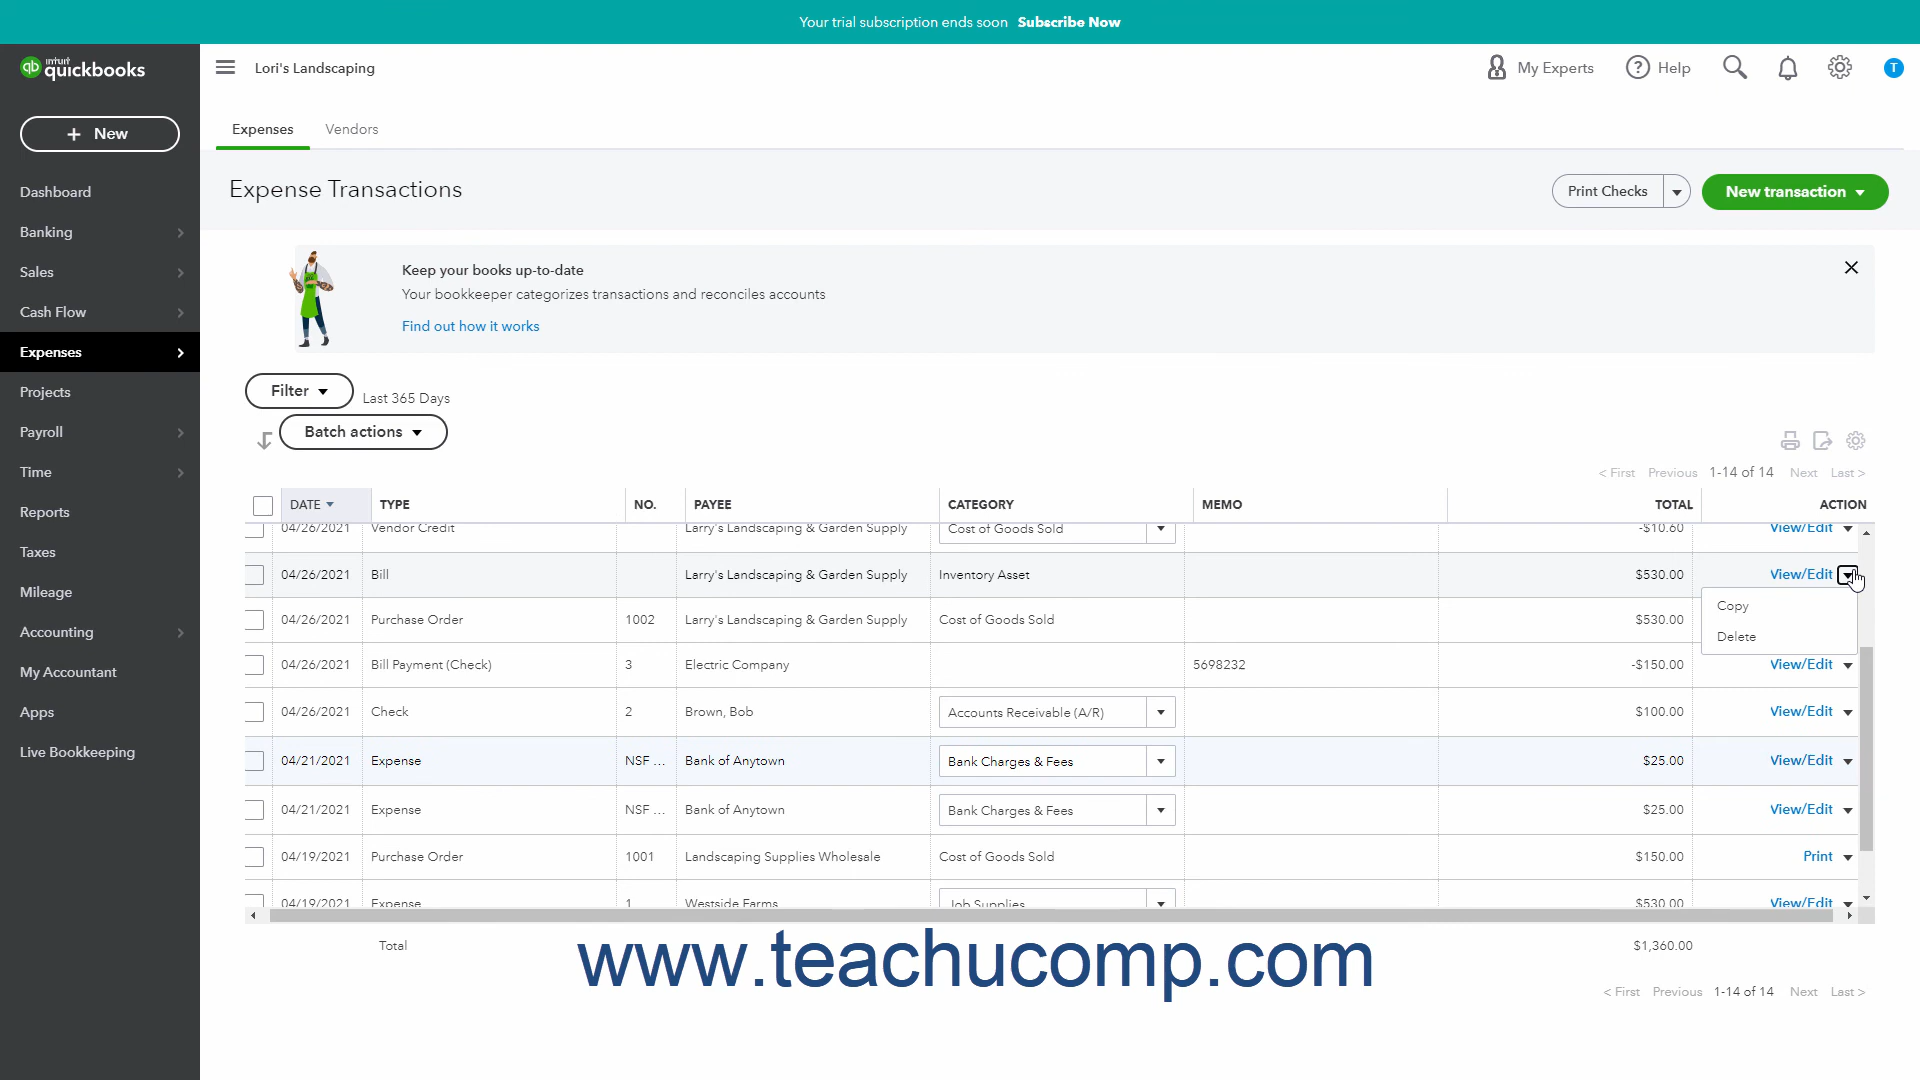 Your trial subscription ends soon Subscribe Now
intuit quickbooks
Lori's Landscaping
My Experts
Help
T
+ New
Dashboard
Banking
Sales
Cash Flow
Expenses
Projects
Payroll
Time
Reports
Taxes
Mileage
Accounting
My Accountant
Apps
Live Bookkeeping
Expenses Vendors
Expense Transactions
Print Checks
New transaction
Keep your books up-to-date
Your bookkeeper categorizes transactions and reconciles accounts
Find out how it works
Filter
Last 365 Days
Batch actions
< First Previous 1-14 of 14 Next Last >
DATE TYPE NO. PAYEE CATEGORY MEMO TOTAL ACTION
04/26/2021 Vendor Credit Larry's Landscaping & Garden Supply Cost of Goods Sold -$10.60 View/Edit
04/26/2021 Bill Larry's Landscaping & Garden Supply Inventory Asset $530.00 View/Edit
Copy
Delete
04/26/2021 Purchase Order 1002 Larry's Landscaping & Garden Supply Cost of Goods Sold $530.00
04/26/2021 Bill Payment (Check) 3 Electric Company 5698232 -$150.00 View/Edit
04/26/2021 Check 2 Brown, Bob Accounts Receivable (A/R) $100.00 View/Edit
04/21/2021 Expense NSF ... Bank of Anytown Bank Charges & Fees $25.00 View/Edit
04/21/2021 Expense NSF ... Bank of Anytown Bank Charges & Fees $25.00 View/Edit
04/19/2021 Purchase Order 1001 Landscaping Supplies Wholesale Cost of Goods Sold $150.00 Print
04/19/2021 Expense 1 Westside Farms Job Supplies $530.00 View/Edit
Total $1,360.00
www.teachucomp.com
< First Previous 1-14 of 14 Next Last >